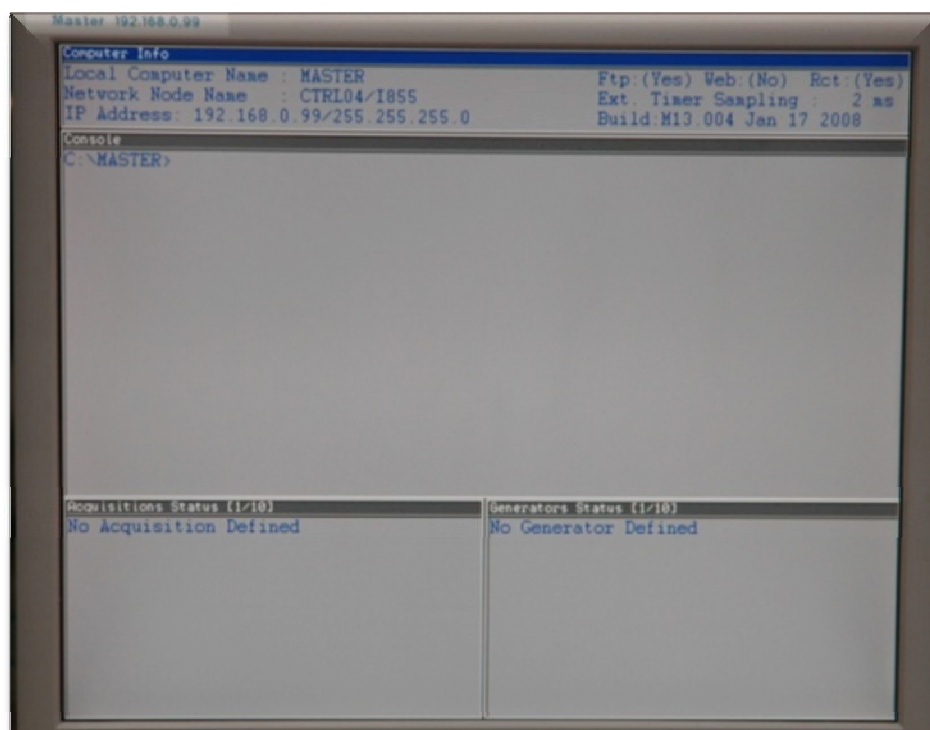 Master 192.168.0.99
Computer Info
Local Computer Name : MASTER
Ftp:(Yes) Web:(No) Rct:(Yes)
Network Node Name : CTRL04/I855
Ext. Timer Sampling : 2 ms
IP Address: 192.168.0.99/255.255.255.0
Build:M13.004 Jan 17 2008
Console
C:\MASTER>
Acquisitions Status [1/10]
Generators Status [1/10]
No Acquisition Defined
No Generator Defined